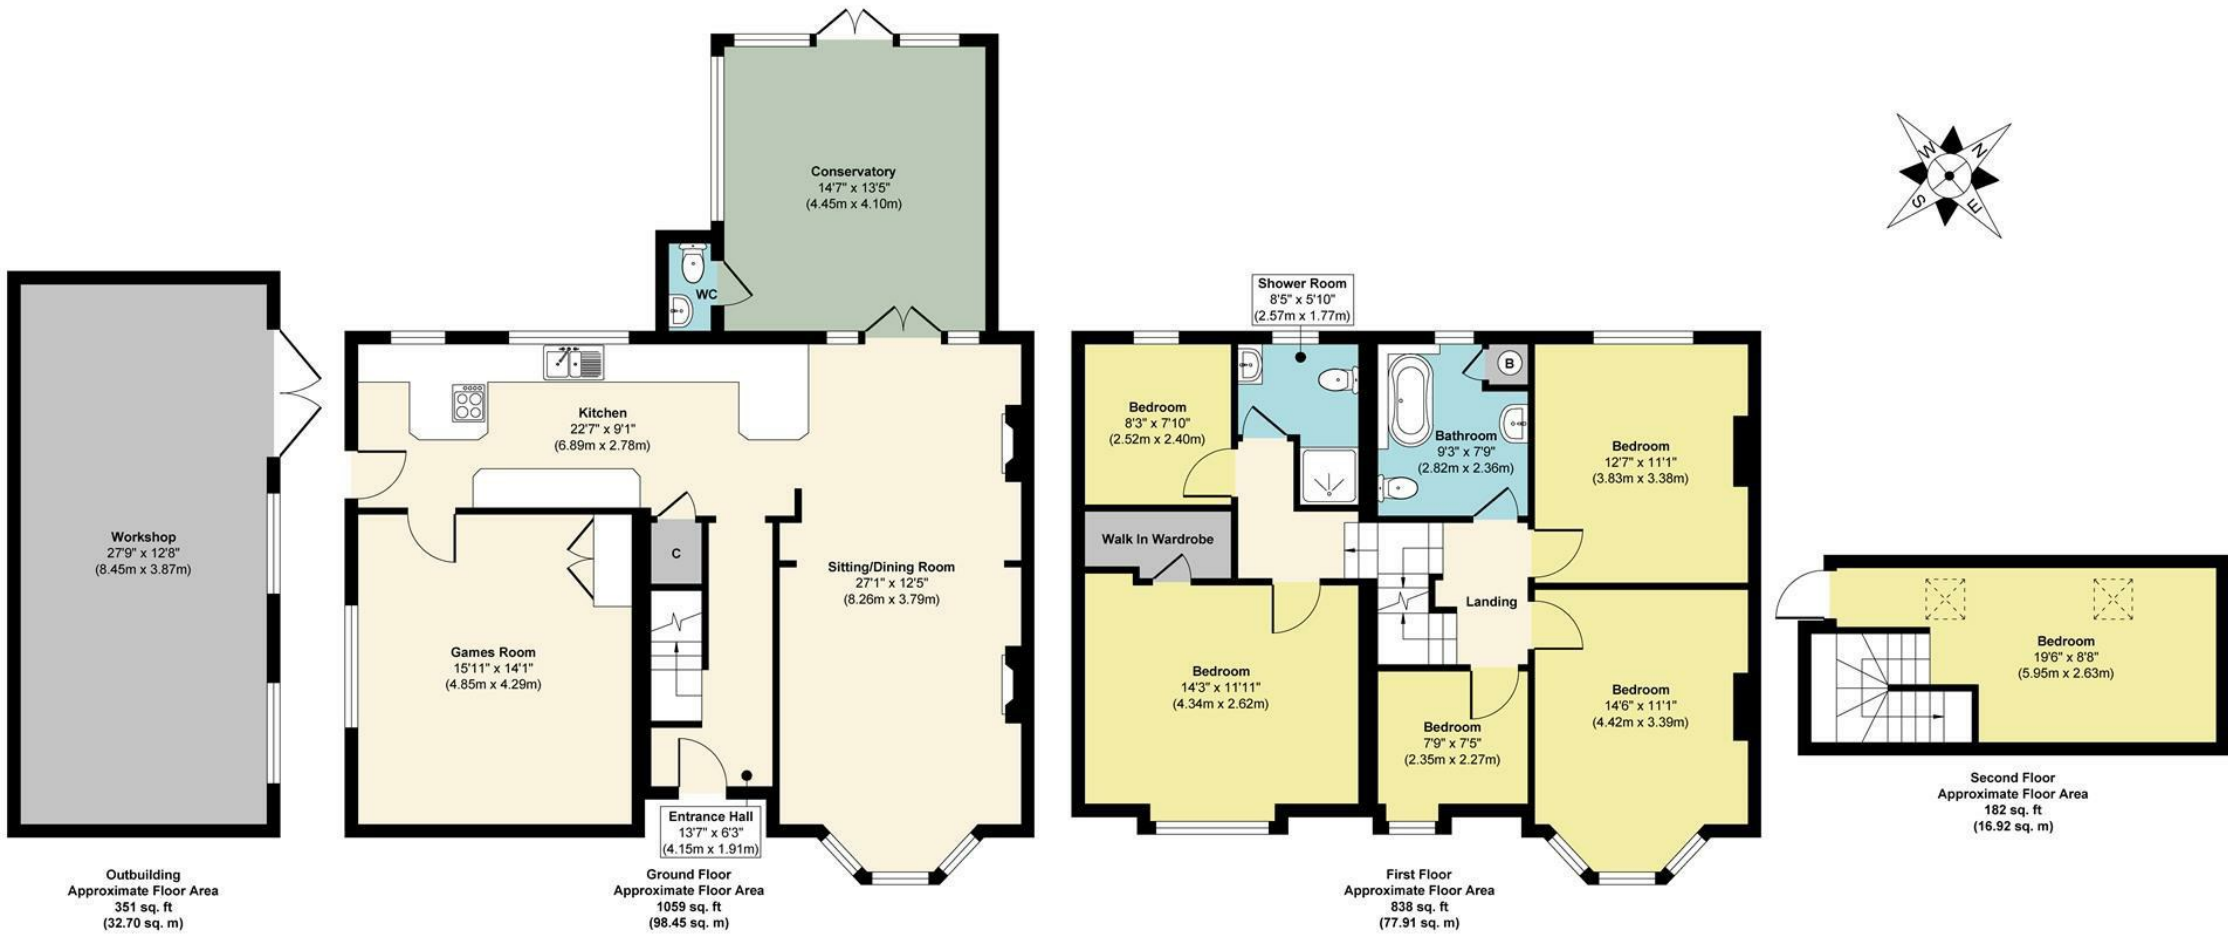 Conservatory
14'7" x 13'5"
(4.45m x 4.10m)
WC
Kitchen
22'7" x 9'1"
(6.89m x 2.78m)
Workshop
27'9" x 12'8"
(8.45m x 3.87m)
C
Sitting/Dining Room
27'1" x 12'5"
(8.26m x 3.79m)
Games Room
15'11" x 14'1"
(4.85m x 4.29m)
Entrance Hall
13'7" x 6'3"
(4.15m x 1.91m)
Outbuilding
Approximate Floor Area
351 sq. ft
(32.70 sq. m)
Ground Floor
Approximate Floor Area
1059 sq. ft
(98.45 sq. m)
Shower Room
8'5" x 5'10"
(2.57m x 1.77m)
Bedroom
8'3" x 7'10"
(2.52m x 2.40m)
B
Bathroom
9'3" x 7'9"
(2.82m x 2.36m)
Bedroom
12'7" x 11'1"
(3.83m x 3.38m)
Walk In Wardrobe
Landing
Bedroom
14'3" x 11'11"
(4.34m x 2.62m)
Bedroom
7'9" x 7'5"
(2.35m x 2.27m)
Bedroom
14'6" x 11'1"
(4.42m x 3.39m)
First Floor
Approximate Floor Area
838 sq. ft
(77.91 sq. m)
W
N
S
E
Bedroom
19'6" x 8'8"
(5.95m x 2.63m)
Second Floor
Approximate Floor Area
182 sq. ft
(16.92 sq. m)